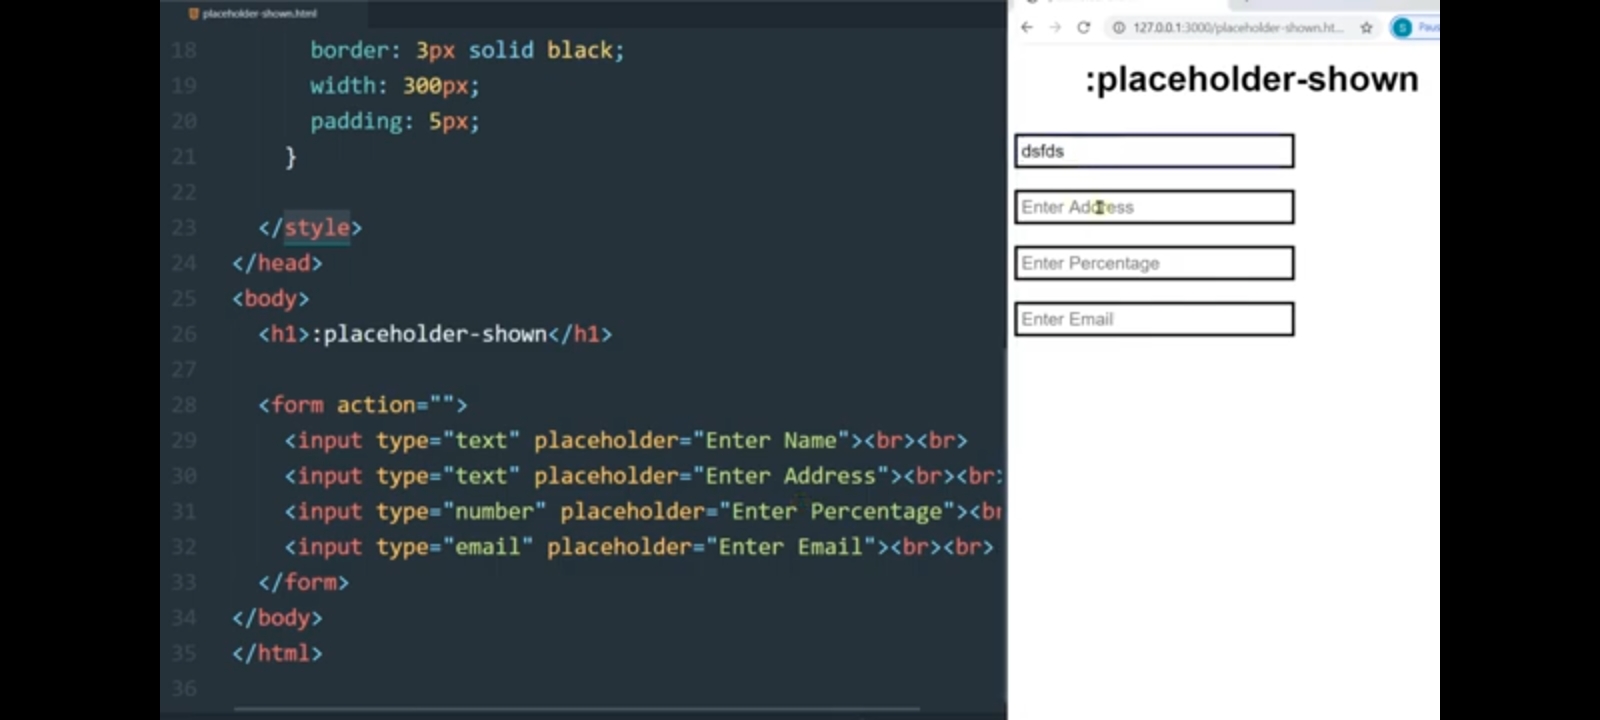 placeholder-shown.html
18 border: 3px solid black;
19 width: 300px;
20 padding: 5px;
21 }
22
23 </style>
24 </head>
25 <body>
26 <h1>:placeholder-shown</h1>
27
28 <form action="">
29 <input type="text" placeholder="Enter Name"><br><br>
30 <input type="text" placeholder="Enter Address"><br><br>
31 <input type="number" placeholder="Enter Percentage"><br
32 <input type="email" placeholder="Enter Email"><br><br>
33 </form>
34 </body>
35 </html>
36
127.0.0.1:3000/placeholder-shown.ht...
S Paus
:placeholder-shown
dsfds
Enter Address
Enter Percentage
Enter Email